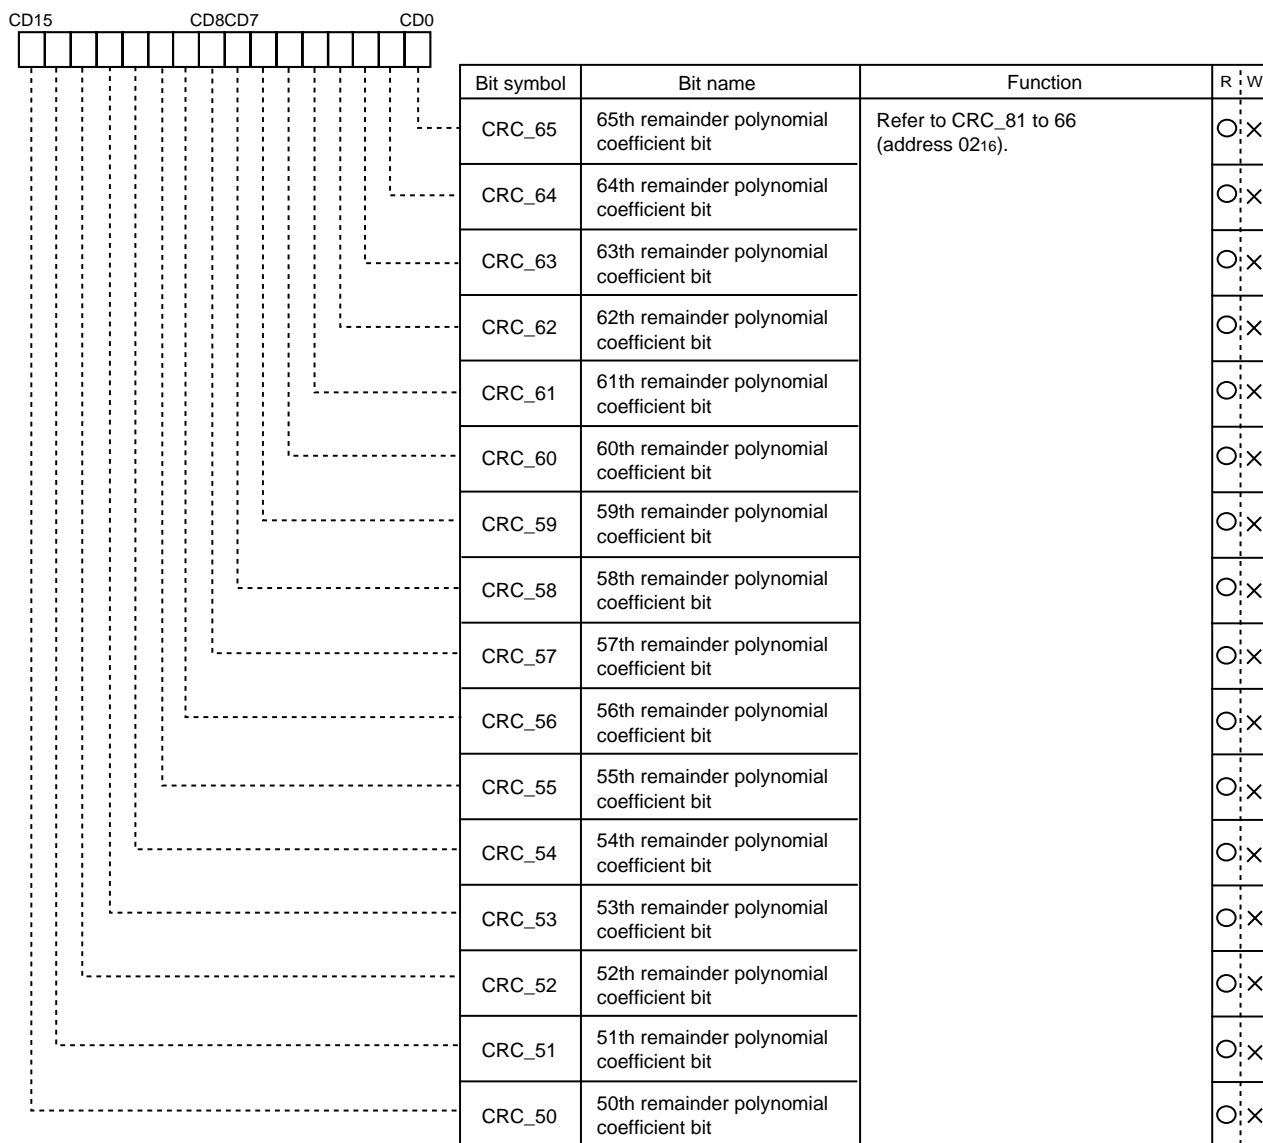 CD15 CD8CD7 CD0
Bit symbol Bit name Function R W
CRC_65 65th remainder polynomial coefficient bit Refer to CRC_81 to 66 (address 0216). ○ ×
CRC_64 64th remainder polynomial coefficient bit ○ ×
CRC_63 63th remainder polynomial coefficient bit ○ ×
CRC_62 62th remainder polynomial coefficient bit ○ ×
CRC_61 61th remainder polynomial coefficient bit ○ ×
CRC_60 60th remainder polynomial coefficient bit ○ ×
CRC_59 59th remainder polynomial coefficient bit ○ ×
CRC_58 58th remainder polynomial coefficient bit ○ ×
CRC_57 57th remainder polynomial coefficient bit ○ ×
CRC_56 56th remainder polynomial coefficient bit ○ ×
CRC_55 55th remainder polynomial coefficient bit ○ ×
CRC_54 54th remainder polynomial coefficient bit ○ ×
CRC_53 53th remainder polynomial coefficient bit ○ ×
CRC_52 52th remainder polynomial coefficient bit ○ ×
CRC_51 51th remainder polynomial coefficient bit ○ ×
CRC_50 50th remainder polynomial coefficient bit ○ ×